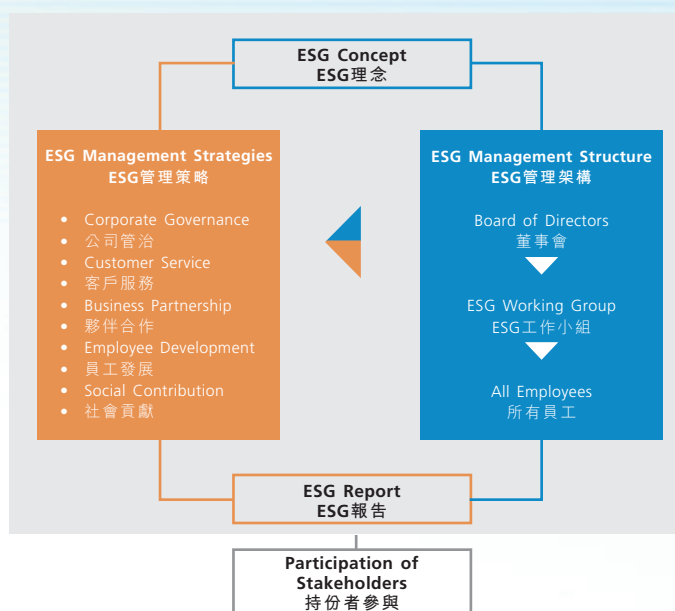 ESG Concept
ESG理念
ESG Management Strategies
ESG管理策略
• Corporate Governance
• 公司管治
• Customer Service
• 客戶服務
• Business Partnership
• 夥伴合作
• Employee Development
• 員工發展
• Social Contribution
• 社會貢獻
ESG Management Structure
ESG管理架構
Board of Directors
董事會
ESG Working Group
ESG工作小組
All Employees
所有員工
ESG Report
ESG報告
Participation of
Stakeholders
持份者參與